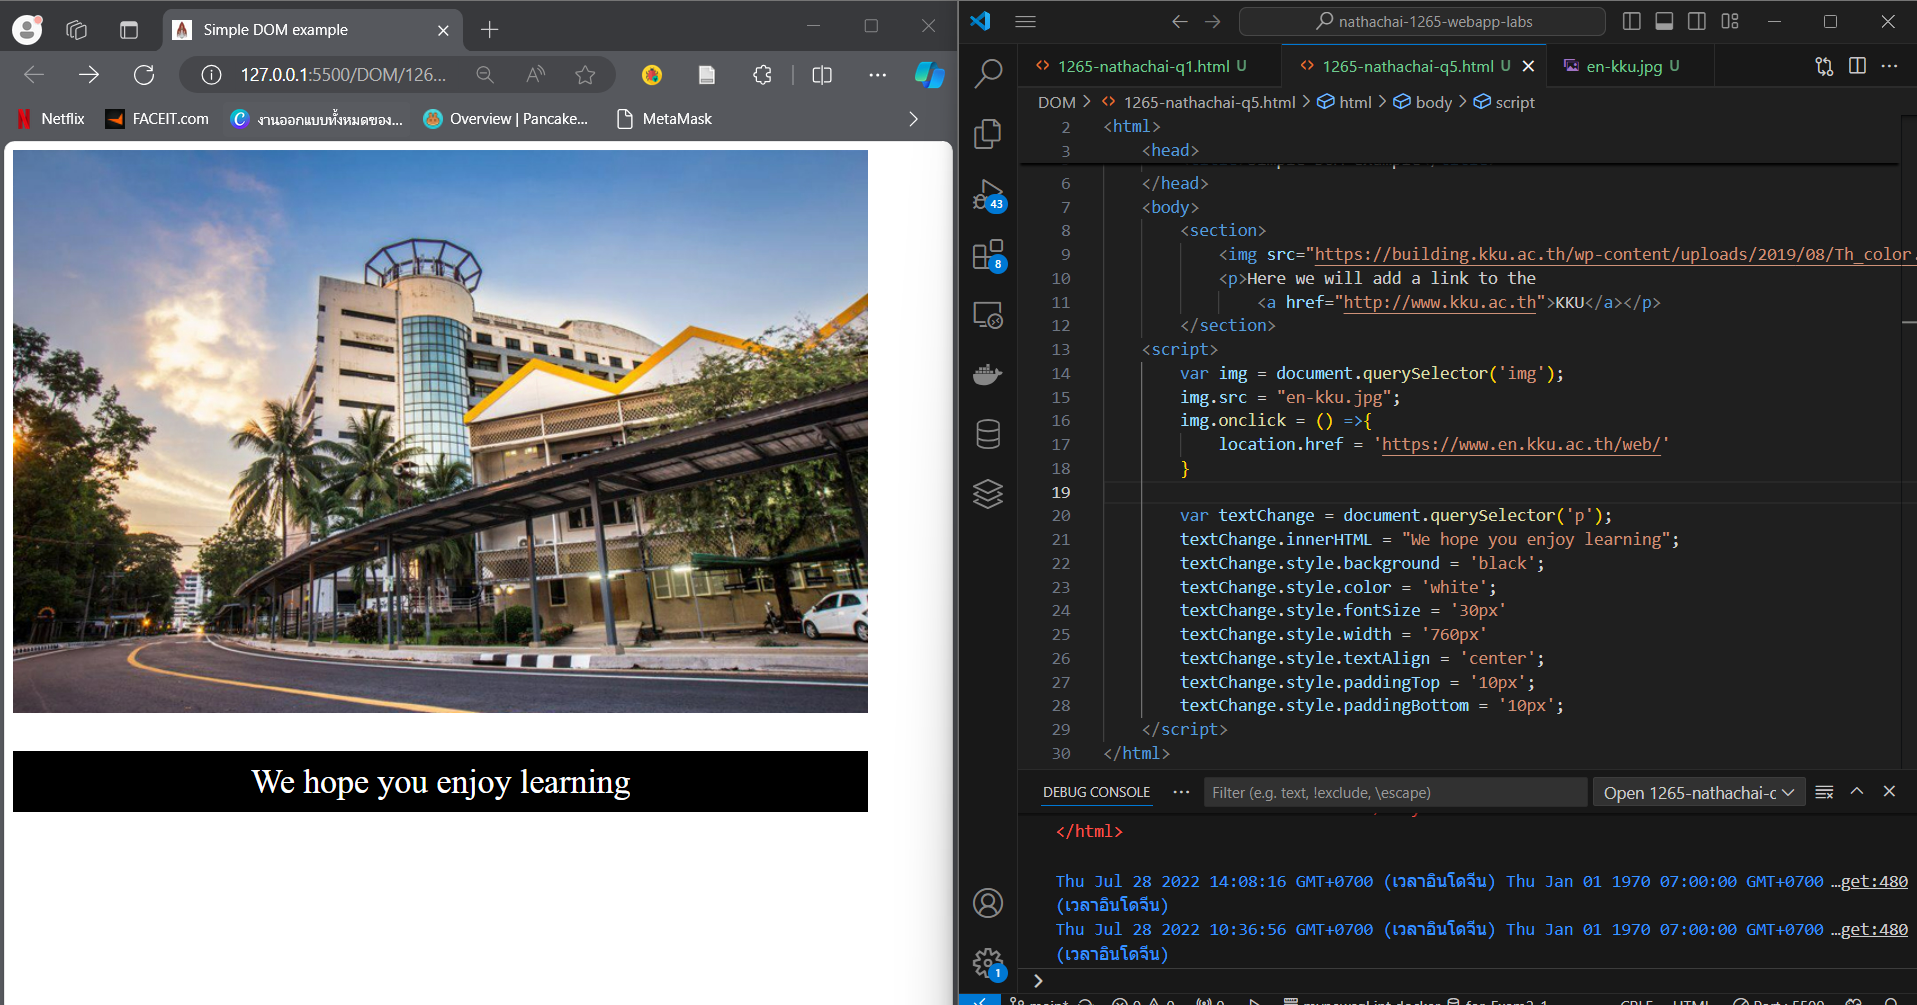 Simple DOM example
127.0.0.1:5500/DOM/126...
Netflix
FACEIT.com
งานออกแบบทั้งหมดของ...
Overview | Pancake...
MetaMask
We hope you enjoy learning
nathachai-1265-webapp-labs
1265-nathachai-q1.html U
1265-nathachai-q5.html U
en-kku.jpg U
DOM > 1265-nathachai-q5.html > html > body > script
2 <html>
3 <head>
6 </head>
7 <body>
8 <section>
9 <img src="https://building.kku.ac.th/wp-content/uploads/2019/08/Th_color.
10 <p>Here we will add a link to the
11 <a href="http://www.kku.ac.th">KKU</a></p>
12 </section>
13 <script>
14 var img = document.querySelector('img');
15 img.src = "en-kku.jpg";
16 img.onclick = () =>{
17 location.href = 'https://www.en.kku.ac.th/web/'
18 }
19
20 var textChange = document.querySelector('p');
21 textChange.innerHTML = "We hope you enjoy learning";
22 textChange.style.background = 'black';
23 textChange.style.color = 'white';
24 textChange.style.fontSize = '30px'
25 textChange.style.width = '760px'
26 textChange.style.textAlign = 'center';
27 textChange.style.paddingTop = '10px';
28 textChange.style.paddingBottom = '10px';
29 </script>
30 </html>
43
8
1
DEBUG CONSOLE
Filter (e.g. text, !exclude, \escape)
Open 1265-nathachai-c
</html>
Thu Jul 28 2022 14:08:16 GMT+0700 (เวลาอินโดจีน) Thu Jan 01 1970 07:00:00 GMT+0700 …get:480
(เวลาอินโดจีน)
Thu Jul 28 2022 10:36:56 GMT+0700 (เวลาอินโดจีน) Thu Jan 01 1970 07:00:00 GMT+0700 …get:480
(เวลาอินโดจีน)